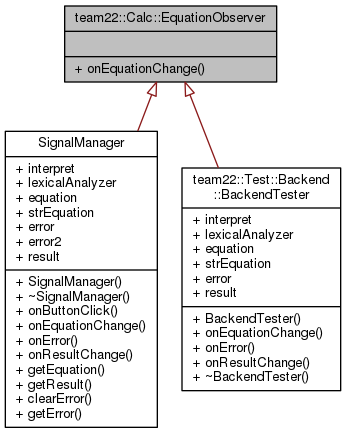 team22::Calc::EquationObserver
+ onEquationChange()
SignalManager
+ interpret
+ lexicalAnalyzer
+ equation
+ strEquation
+ error
+ error2
+ result
+ SignalManager()
+ ~SignalManager()
+ onButtonClick()
+ onEquationChange()
+ onError()
+ onResultChange()
+ getEquation()
+ getResult()
+ clearError()
+ getError()
team22::Test::Backend
::BackendTester
+ interpret
+ lexicalAnalyzer
+ equation
+ strEquation
+ error
+ result
+ BackendTester()
+ onEquationChange()
+ onError()
+ onResultChange()
+ ~BackendTester()